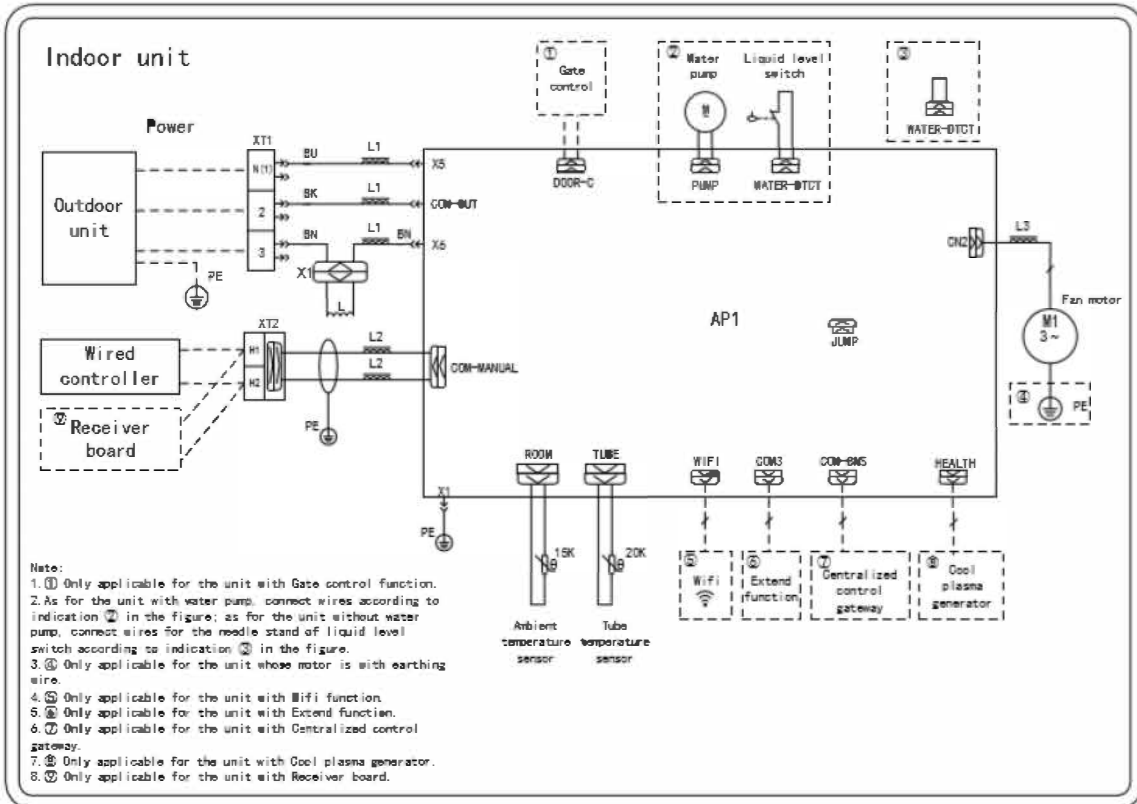 Indoor unit
Power
Outdoor
unit
PE
XT1
N(1)
2
3
BU
L1
X5
BK
L1
COM-OUT
BN
L1
BN
X6
X1
L
①
Gate
control
DOOR-C
②
Water
pump
M
PUMP
Liquid level
switch
WATER-DTCT
③
WATER-DTCT
CN2
L3
Fan motor
M1
3~
④
PE
AP1
JUMP
Wired
controller
⑨
Receiver
board
XT2
H1
H2
L2
L2
PE
COM-MANUAL
X1
PE
ROOM
15K
θ
Ambient
temperature
sensor
TUBE
20K
θ
Tube
temperature
sensor
WIFI
⑤
Wifi
COM3
⑥
Extend
function
COM-BMS
⑦
Centralized
control
gateway
HEALTH
⑧
Cool
plasma
generator
Note:
1. ① Only applicable for the unit with Gate control function.
2. As for the unit with water pump, connect wires according to
indication ② in the figure; as for the unit without water
pump, connect wires for the needle stand of liquid level
switch according to indication ③ in the figure.
3. ④ Only applicable for the unit whose motor is with earthing
wire.
4. ⑤ Only applicable for the unit with Wifi function.
5. ⑥ Only applicable for the unit with Extend function.
6. ⑦ Only applicable for the unit with Centralized control
gateway.
7. ⑧ Only applicable for the unit with Cool plasma generator.
8. ⑨ Only applicable for the unit with Receiver board.